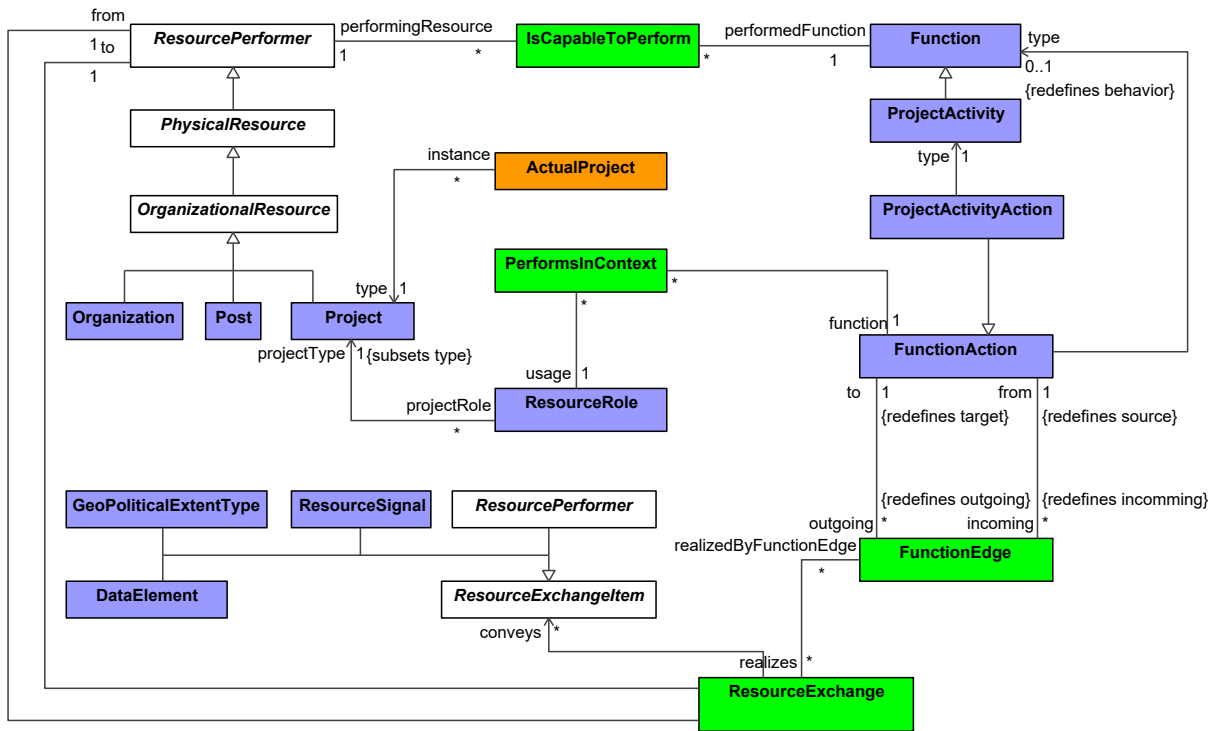 from
1
to
1
ResourcePerformer
performingResource
1
*
IsCapableToPerform
performedFunction
*
1
Function
type
0..1
{redefines behavior}
PhysicalResource
ProjectActivity
type
1
instance
*
ActualProject
OrganizationalResource
ProjectActivityAction
PerformsInContext
*
*
Organization
Post
type
1
Project
function
1
projectType
1
{subsets type}
FunctionAction
usage
1
to
1
from
1
projectRole
*
ResourceRole
{redefines target}
{redefines source}
GeoPoliticalExtentType
ResourceSignal
ResourcePerformer
{redefines outgoing}
{redefines incomming}
outgoing
*
incoming
*
realizedByFunctionEdge
*
FunctionEdge
DataElement
ResourceExchangeItem
conveys
*
realizes
*
ResourceExchange